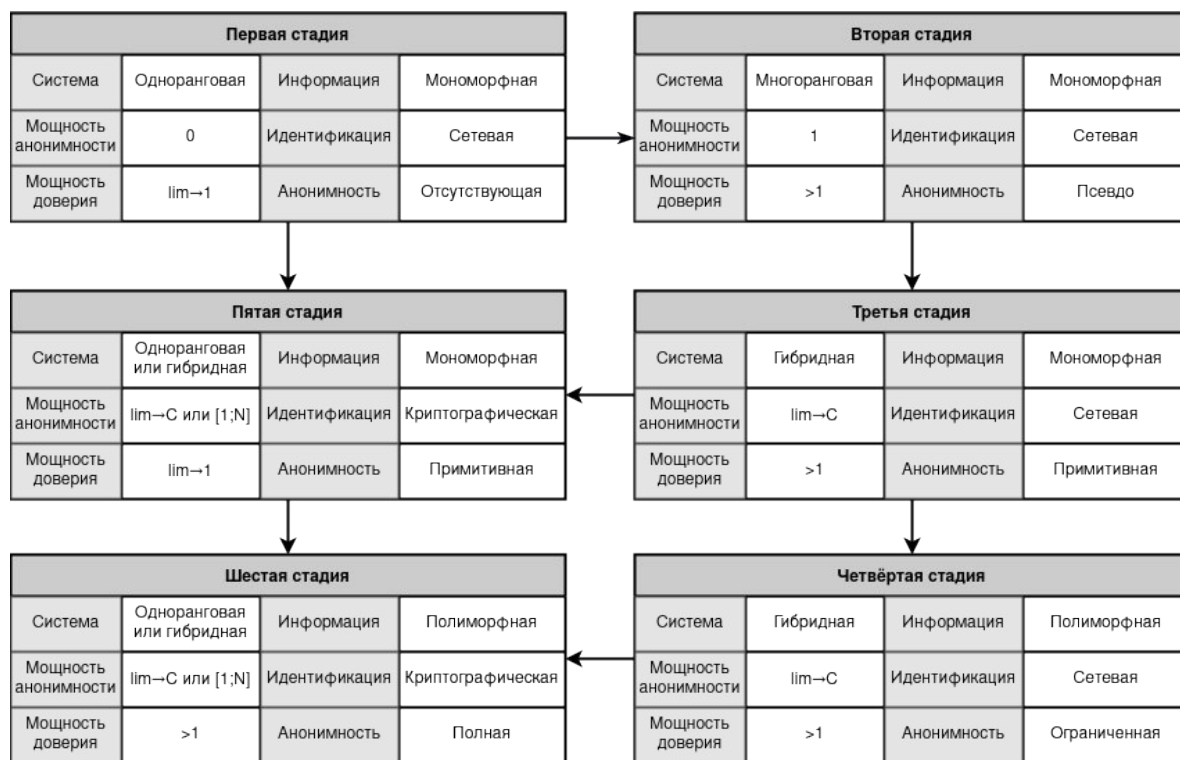 Первая стадия
Система Одноранговая Информация Мономорфная
Мощность анонимности 0 Идентификация Сетевая
Мощность доверия lim→1 Анонимность Отсутствующая
Вторая стадия
Система Многоранговая Информация Мономорфная
Мощность анонимности 1 Идентификация Сетевая
Мощность доверия >1 Анонимность Псевдо
Пятая стадия
Система Одноранговая или гибридная Информация Мономорфная
Мощность анонимности lim→C или [1;N] Идентификация Криптографическая
Мощность доверия lim→1 Анонимность Примитивная
Третья стадия
Система Гибридная Информация Мономорфная
Мощность анонимности lim→C Идентификация Сетевая
Мощность доверия >1 Анонимность Примитивная
Шестая стадия
Система Одноранговая или гибридная Информация Полиморфная
Мощность анонимности lim→C или [1;N] Идентификация Криптографическая
Мощность доверия >1 Анонимность Полная
Четвёртая стадия
Система Гибридная Информация Полиморфная
Мощность анонимности lim→C Идентификация Сетевая
Мощность доверия >1 Анонимность Ограниченная